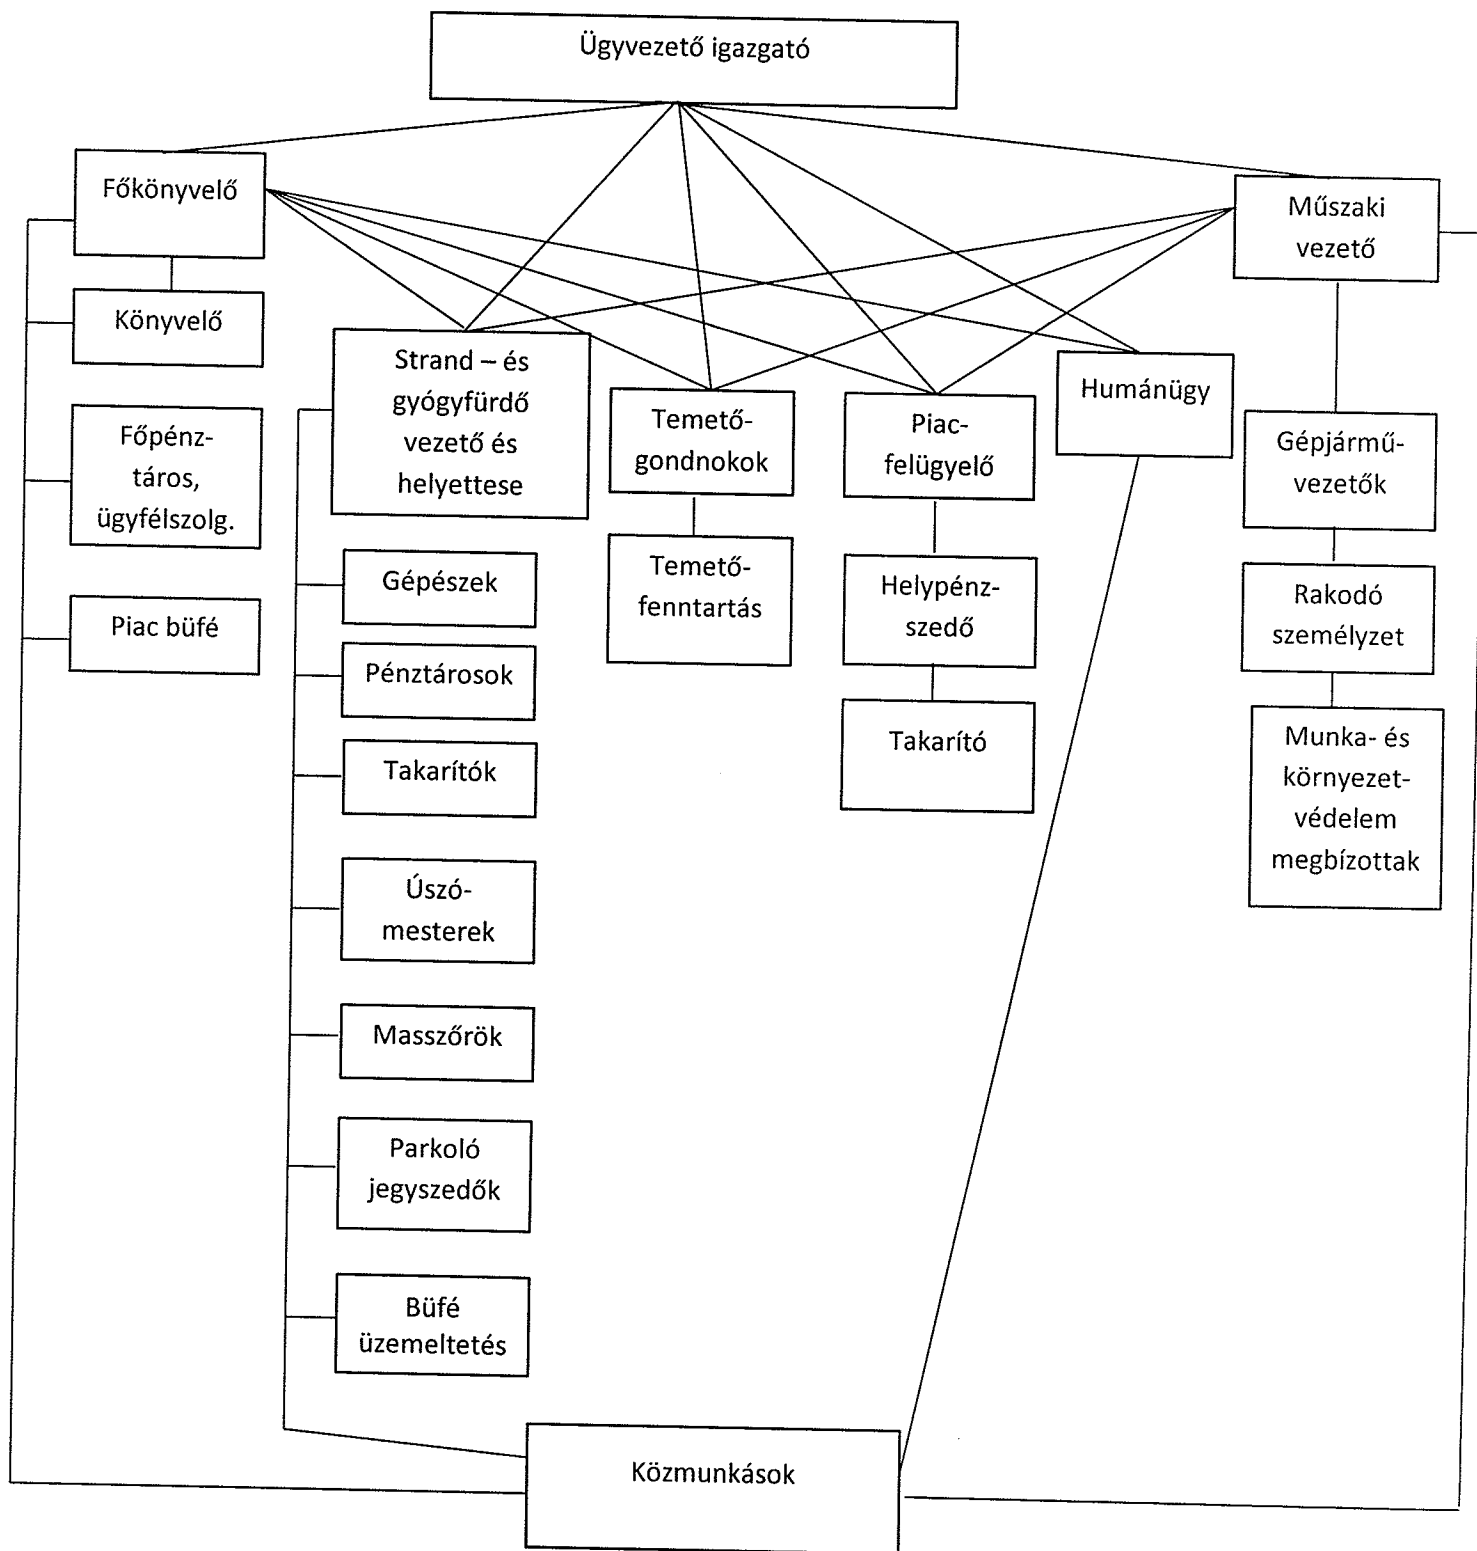 Ügyvezető igazgató
Főkönyvelő
Műszaki
vezető
Könyvelő
Strand – és
gyógyfürdő
vezető és
helyettese
Temető-
gondnokok
Piac-
felügyelő
Humánügy
Gépjármű-
vezetők
Főpénz-
táros,
ügyfélszolg.
Piac büfé
Gépészek
Pénztárosok
Takarítók
Úszó-
mesterek
Masszőrök
Parkoló
jegyszedők
Büfé
üzemeltetés
Temető-
fenntartás
Helypénz-
szedő
Takarító
Rakodó
személyzet
Munka- és
környezet-
védelem
megbízottak
Közmunkások